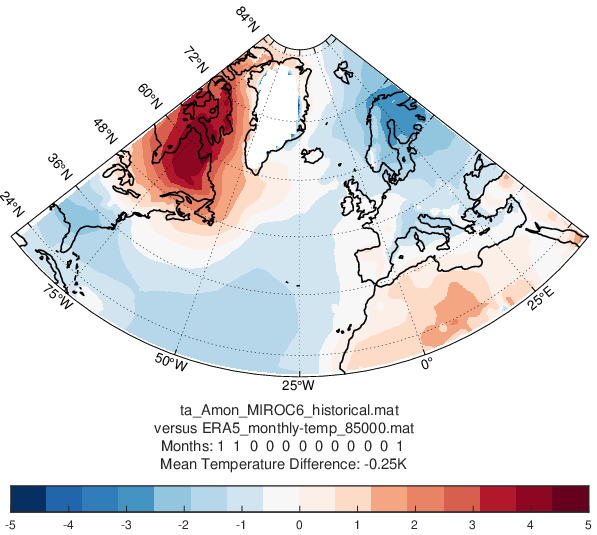 84°N
72°N
60°N
48°N
36°N
24°N
75°W
50°W
25°W
0°
25°E
ta_Amon_MIROC6_historical.mat
versus ERA5_monthly-temp_85000.mat
Months: 1 1 0 0 0 0 0 0 0 0 0 1
Mean Temperature Difference: -0.25K
-5 -4 -3 -2 -1 0 1 2 3 4 5